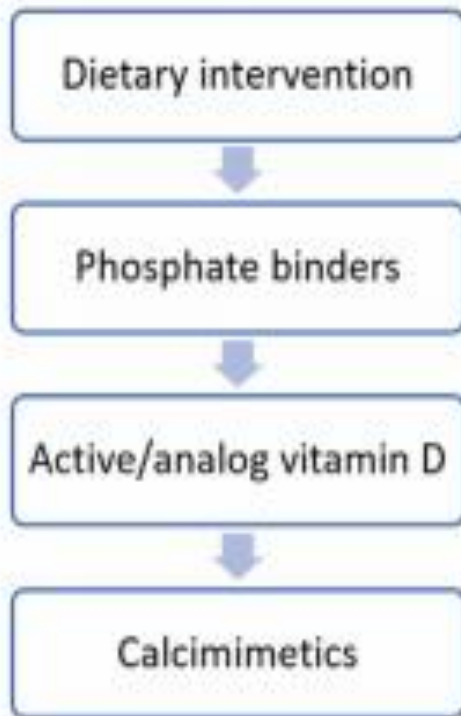 Dietary intervention
Phosphate binders
Active/analog vitamin D
Calcimimetics